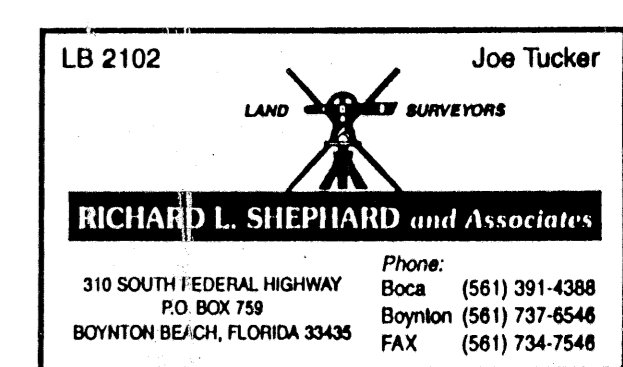 LB 2102 Joe Tucker
LAND SURVEYORS
RICHARD L. SHEPHARD and Associates
310 SOUTH FEDERAL HIGHWAY
P.O. BOX 759
BOYNTON BEACH, FLORIDA 33435
Phone:
Boca (561) 391-4388
Boynton (561) 737-6546
FAX (561) 734-7546